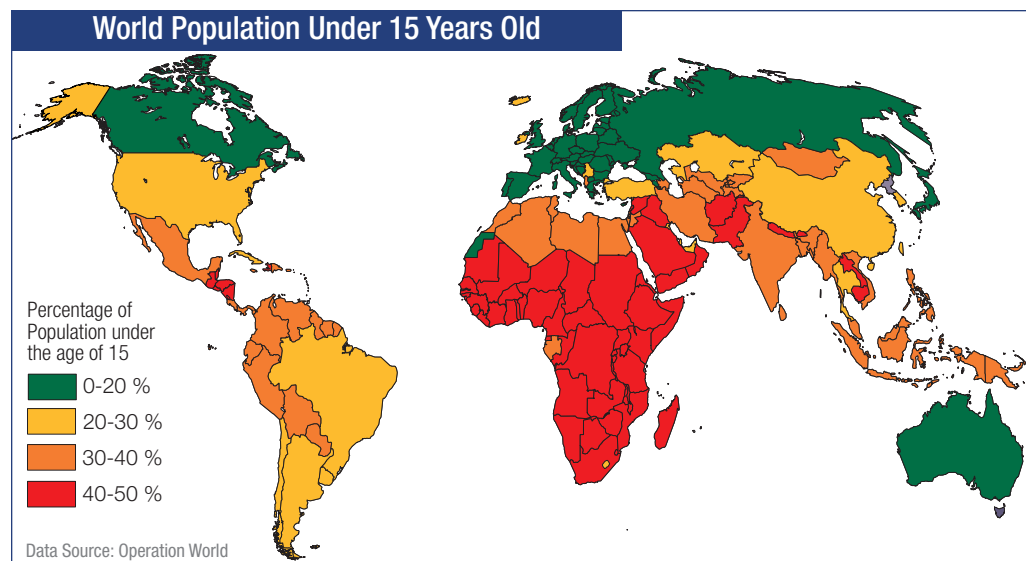 World Population Under 15 Years Old
Percentage of
Population under
the age of 15
0-20 %
20-30 %
30-40 %
40-50 %
Data Source: Operation World